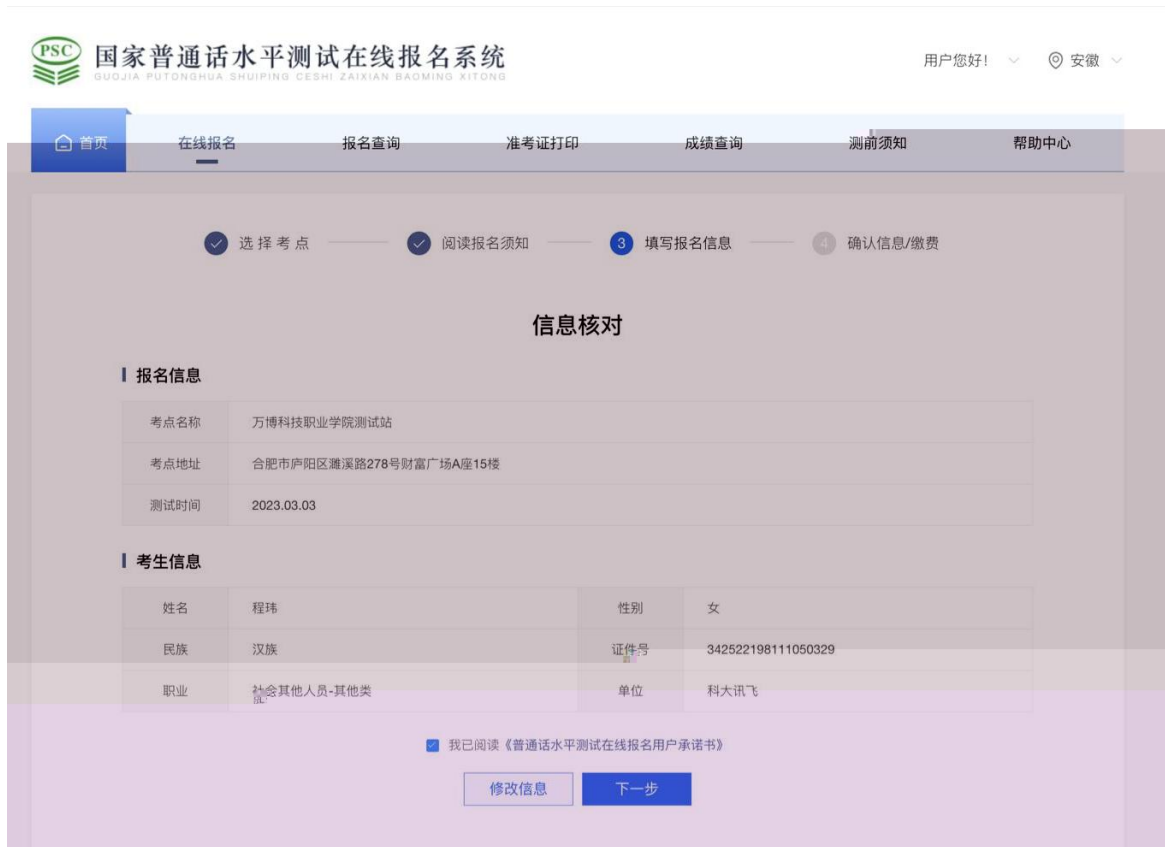 PSC 国家普通话水平测试在线报名系统
GUOJIA PUTONGHUA SHUIPING CESHI ZAIXIAN BAOMING XITONG
用户您好! 安徽
首页 在线报名 报名查询 准考证打印 成绩查询 测前须知 帮助中心
选择考点 阅读报名须知 3 填写报名信息 4 确认信息/缴费
信息核对
报名信息
考点名称 万博科技职业学院测试站
考点地址 合肥市庐阳区濉溪路278号财富广场A座15楼
测试时间 2023.03.03
考生信息
姓名 程玮 性别 女
民族 汉族 证件号 342522198111050329
职业 社会其他人员-其他类 单位 科大讯飞
我已阅读《普通话水平测试在线报名用户承诺书》
修改信息 下一步